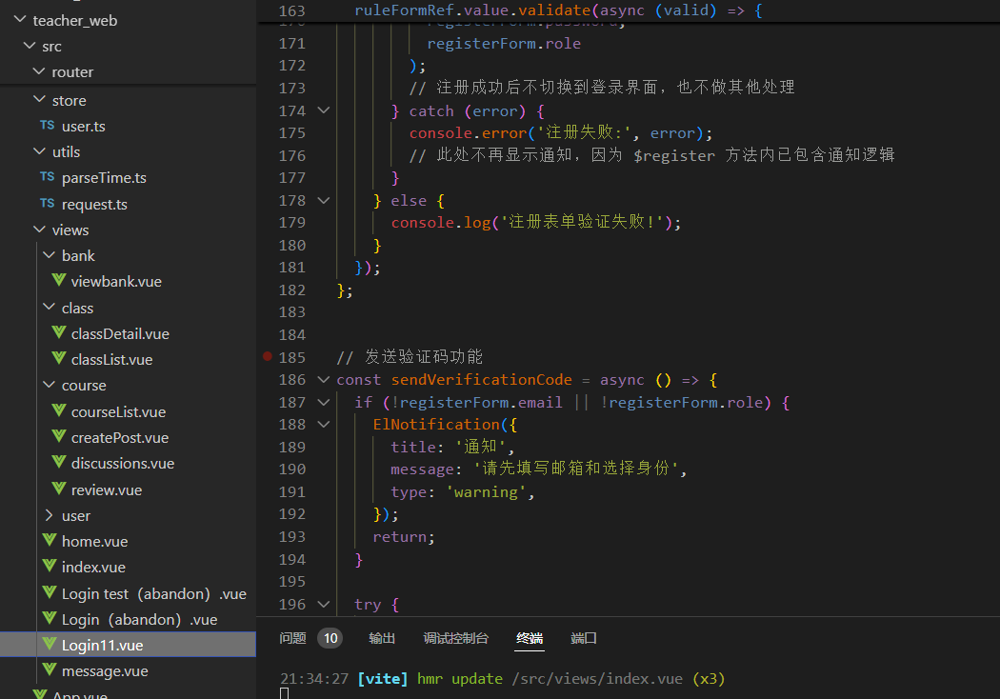 teacher_web
src
router
store
TS user.ts
utils
TS parseTime.ts
TS request.ts
views
bank
viewbank.vue
class
classDetail.vue
classList.vue
course
courseList.vue
createPost.vue
discussions.vue
review.vue
user
home.vue
index.vue
Login test（abandon）.vue
Login（abandon）.vue
Login11.vue
message.vue
App.vue
163 ruleFormRef.value.validate(async (valid) => {
171 registerForm.role
172 );
173 // 注册成功后不切换到登录界面，也不做其他处理
174 } catch (error) {
175 console.error('注册失败:', error);
176 // 此处不再显示通知，因为 $register 方法内已包含通知逻辑
177 }
178 } else {
179 console.log('注册表单验证失败!');
180 }
181 });
182 };
183
184
185 // 发送验证码功能
186 const sendVerificationCode = async () => {
187 if (!registerForm.email || !registerForm.role) {
188 ElNotification({
189 title: '通知',
190 message: '请先填写邮箱和选择身份',
191 type: 'warning',
192 });
193 return;
194 }
195
196 try {
问题 10 输出 调试控制台 终端 端口
21:34:27 [vite] hmr update /src/views/index.vue (x3)